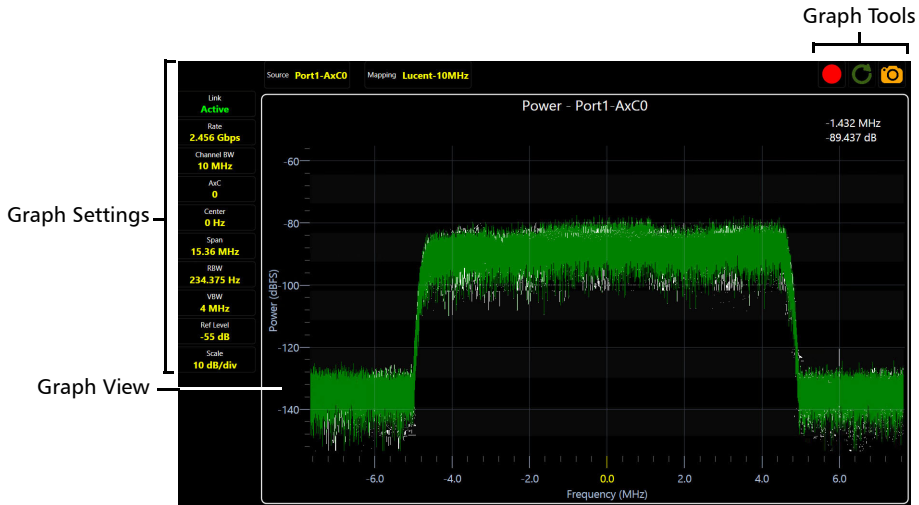 Graph Tools
Source Port1-AxC0 Mapping Lucent-10MHz
Link
Active
Rate
2.456 Gbps
Channel BW
10 MHz
AxC
0
Center
0 Hz
Span
15.36 MHz
RBW
234.375 Hz
VBW
4 MHz
Ref Level
-55 dB
Scale
10 dB/div
Graph Settings
Graph View
Power - Port1-AxC0
-1.432 MHz
-89.437 dB
Power (dBFS)
-60
-80
-100
-120
-140
-6.0 -4.0 -2.0 0.0 2.0 4.0 6.0
Frequency (MHz)